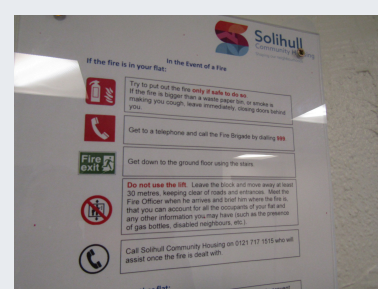 Solihull
Community Housing
In the Event of a Fire
If the fire is in your flat:
Try to put out the fire only if safe to do so.
If the fire is bigger than a waste paper bin, or smoke is
making you cough, leave immediately, closing doors behind
you.
Get to a telephone and call the Fire Brigade by dialling 999
Fire
exit
Get down to the ground floor using the stairs
Do not use the lift. Leave the block and move away at least
30 metres, keeping clear of roads and entrances. Meet the
Fire Officer when he arrives and brief him where the fire is,
that you can account for all the occupants of your flat and
any other information you may have (such as the presence
of gas bottles, disabled neighbours, etc.)
Call Solihull Community Housing on 0121 717 1515 who will
assist once the fire is dealt with